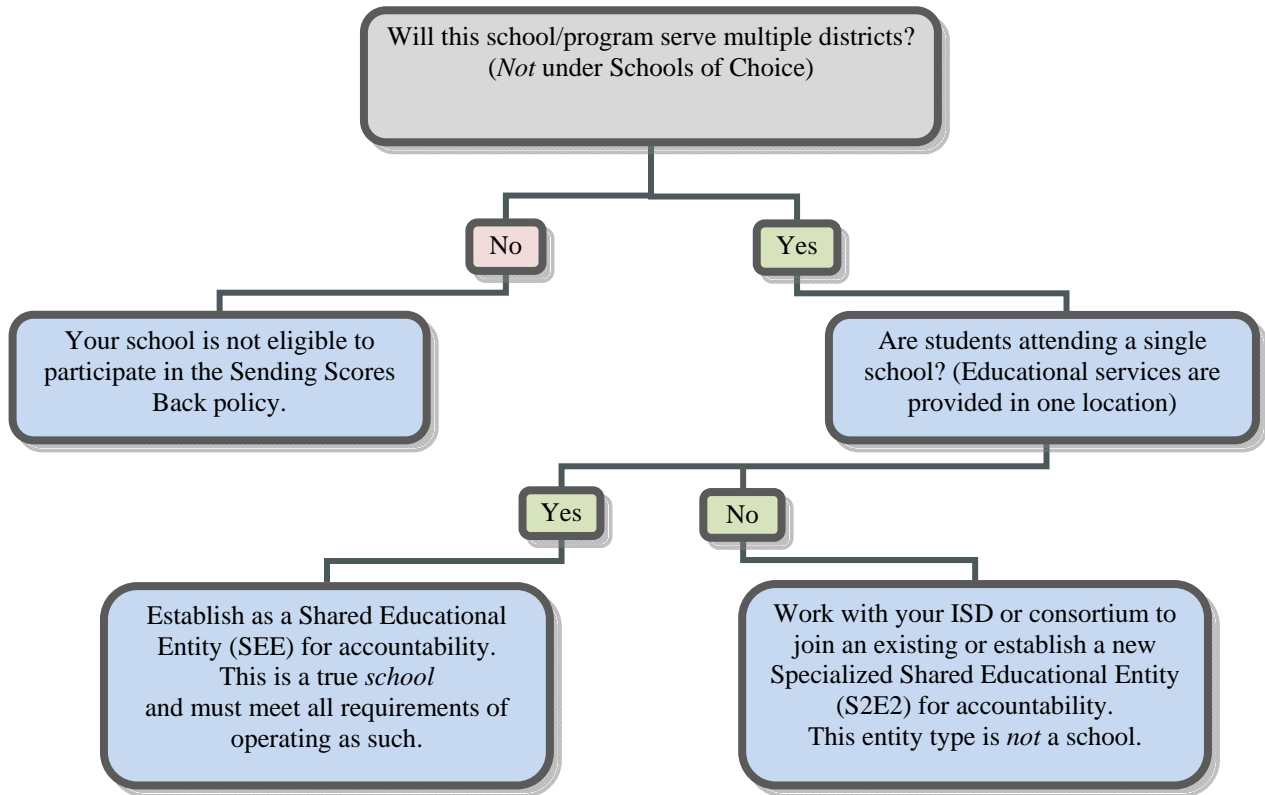 Will this school/program serve multiple districts?
(Not under Schools of Choice)
No
Yes
Your school is not eligible to
participate in the Sending Scores
Back policy.
Are students attending a single
school? (Educational services are
provided in one location)
Yes
No
Establish as a Shared Educational
Entity (SEE) for accountability.
This is a true school
and must meet all requirements of
operating as such.
Work with your ISD or consortium to
join an existing or establish a new
Specialized Shared Educational Entity
(S2E2) for accountability.
This entity type is not a school.